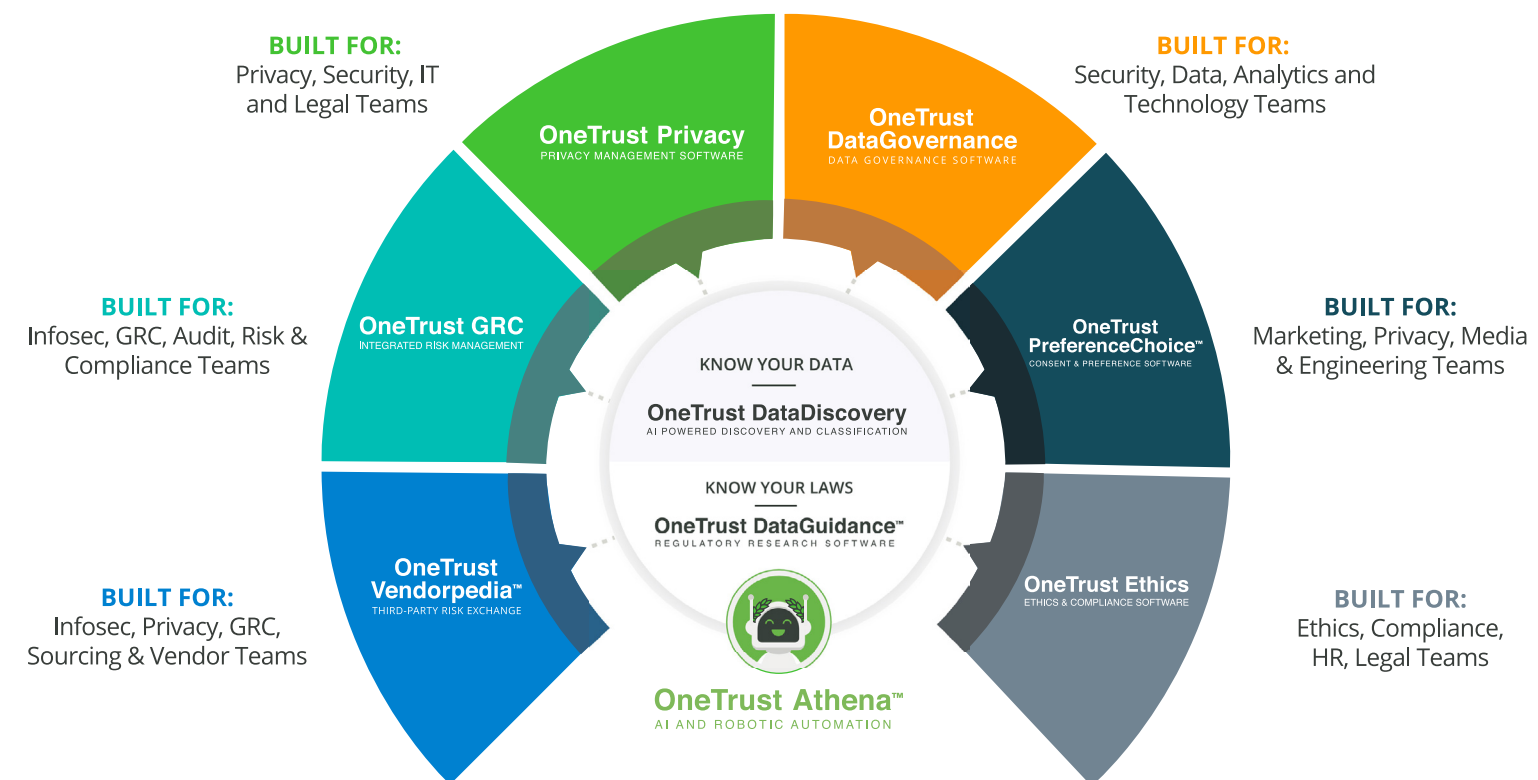 BUILT FOR:
Privacy, Security, IT
and Legal Teams
BUILT FOR:
Security, Data, Analytics and
Technology Teams
OneTrust Privacy
PRIVACY MANAGEMENT SOFTWARE
OneTrust
DataGovernance
DATA GOVERNANCE SOFTWARE
BUILT FOR:
Infosec, GRC, Audit, Risk &
Compliance Teams
OneTrust GRC
INTEGRATED RISK MANAGEMENT
OneTrust
PreferenceChoice™
CONSENT & PREFERENCE SOFTWARE
BUILT FOR:
Marketing, Privacy, Media
& Engineering Teams
KNOW YOUR DATA
OneTrust DataDiscovery
AI POWERED DISCOVERY AND CLASSIFICATION
KNOW YOUR LAWS
OneTrust DataGuidance™
REGULATORY RESEARCH SOFTWARE
BUILT FOR:
Infosec, Privacy, GRC,
Sourcing & Vendor Teams
OneTrust
Vendorpedia™
THIRD-PARTY RISK EXCHANGE
OneTrust Ethics
ETHICS & COMPLIANCE SOFTWARE
BUILT FOR:
Ethics, Compliance,
HR, Legal Teams
OneTrust Athena™
AI AND ROBOTIC AUTOMATION